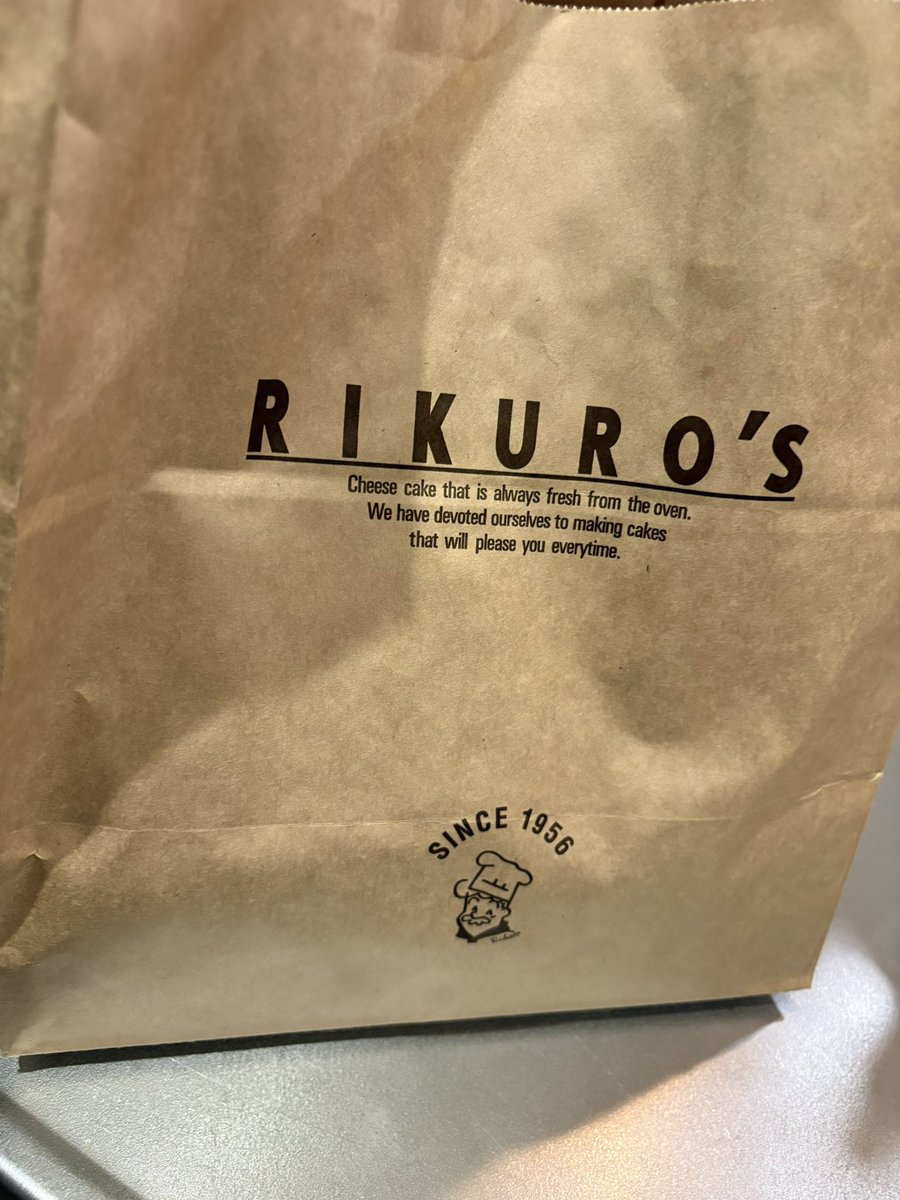 RIKURO'S
Cheese cake that is always fresh from the oven.
We have devoted ourselves to making cakes
that will please you everytime.
SINCE 1956